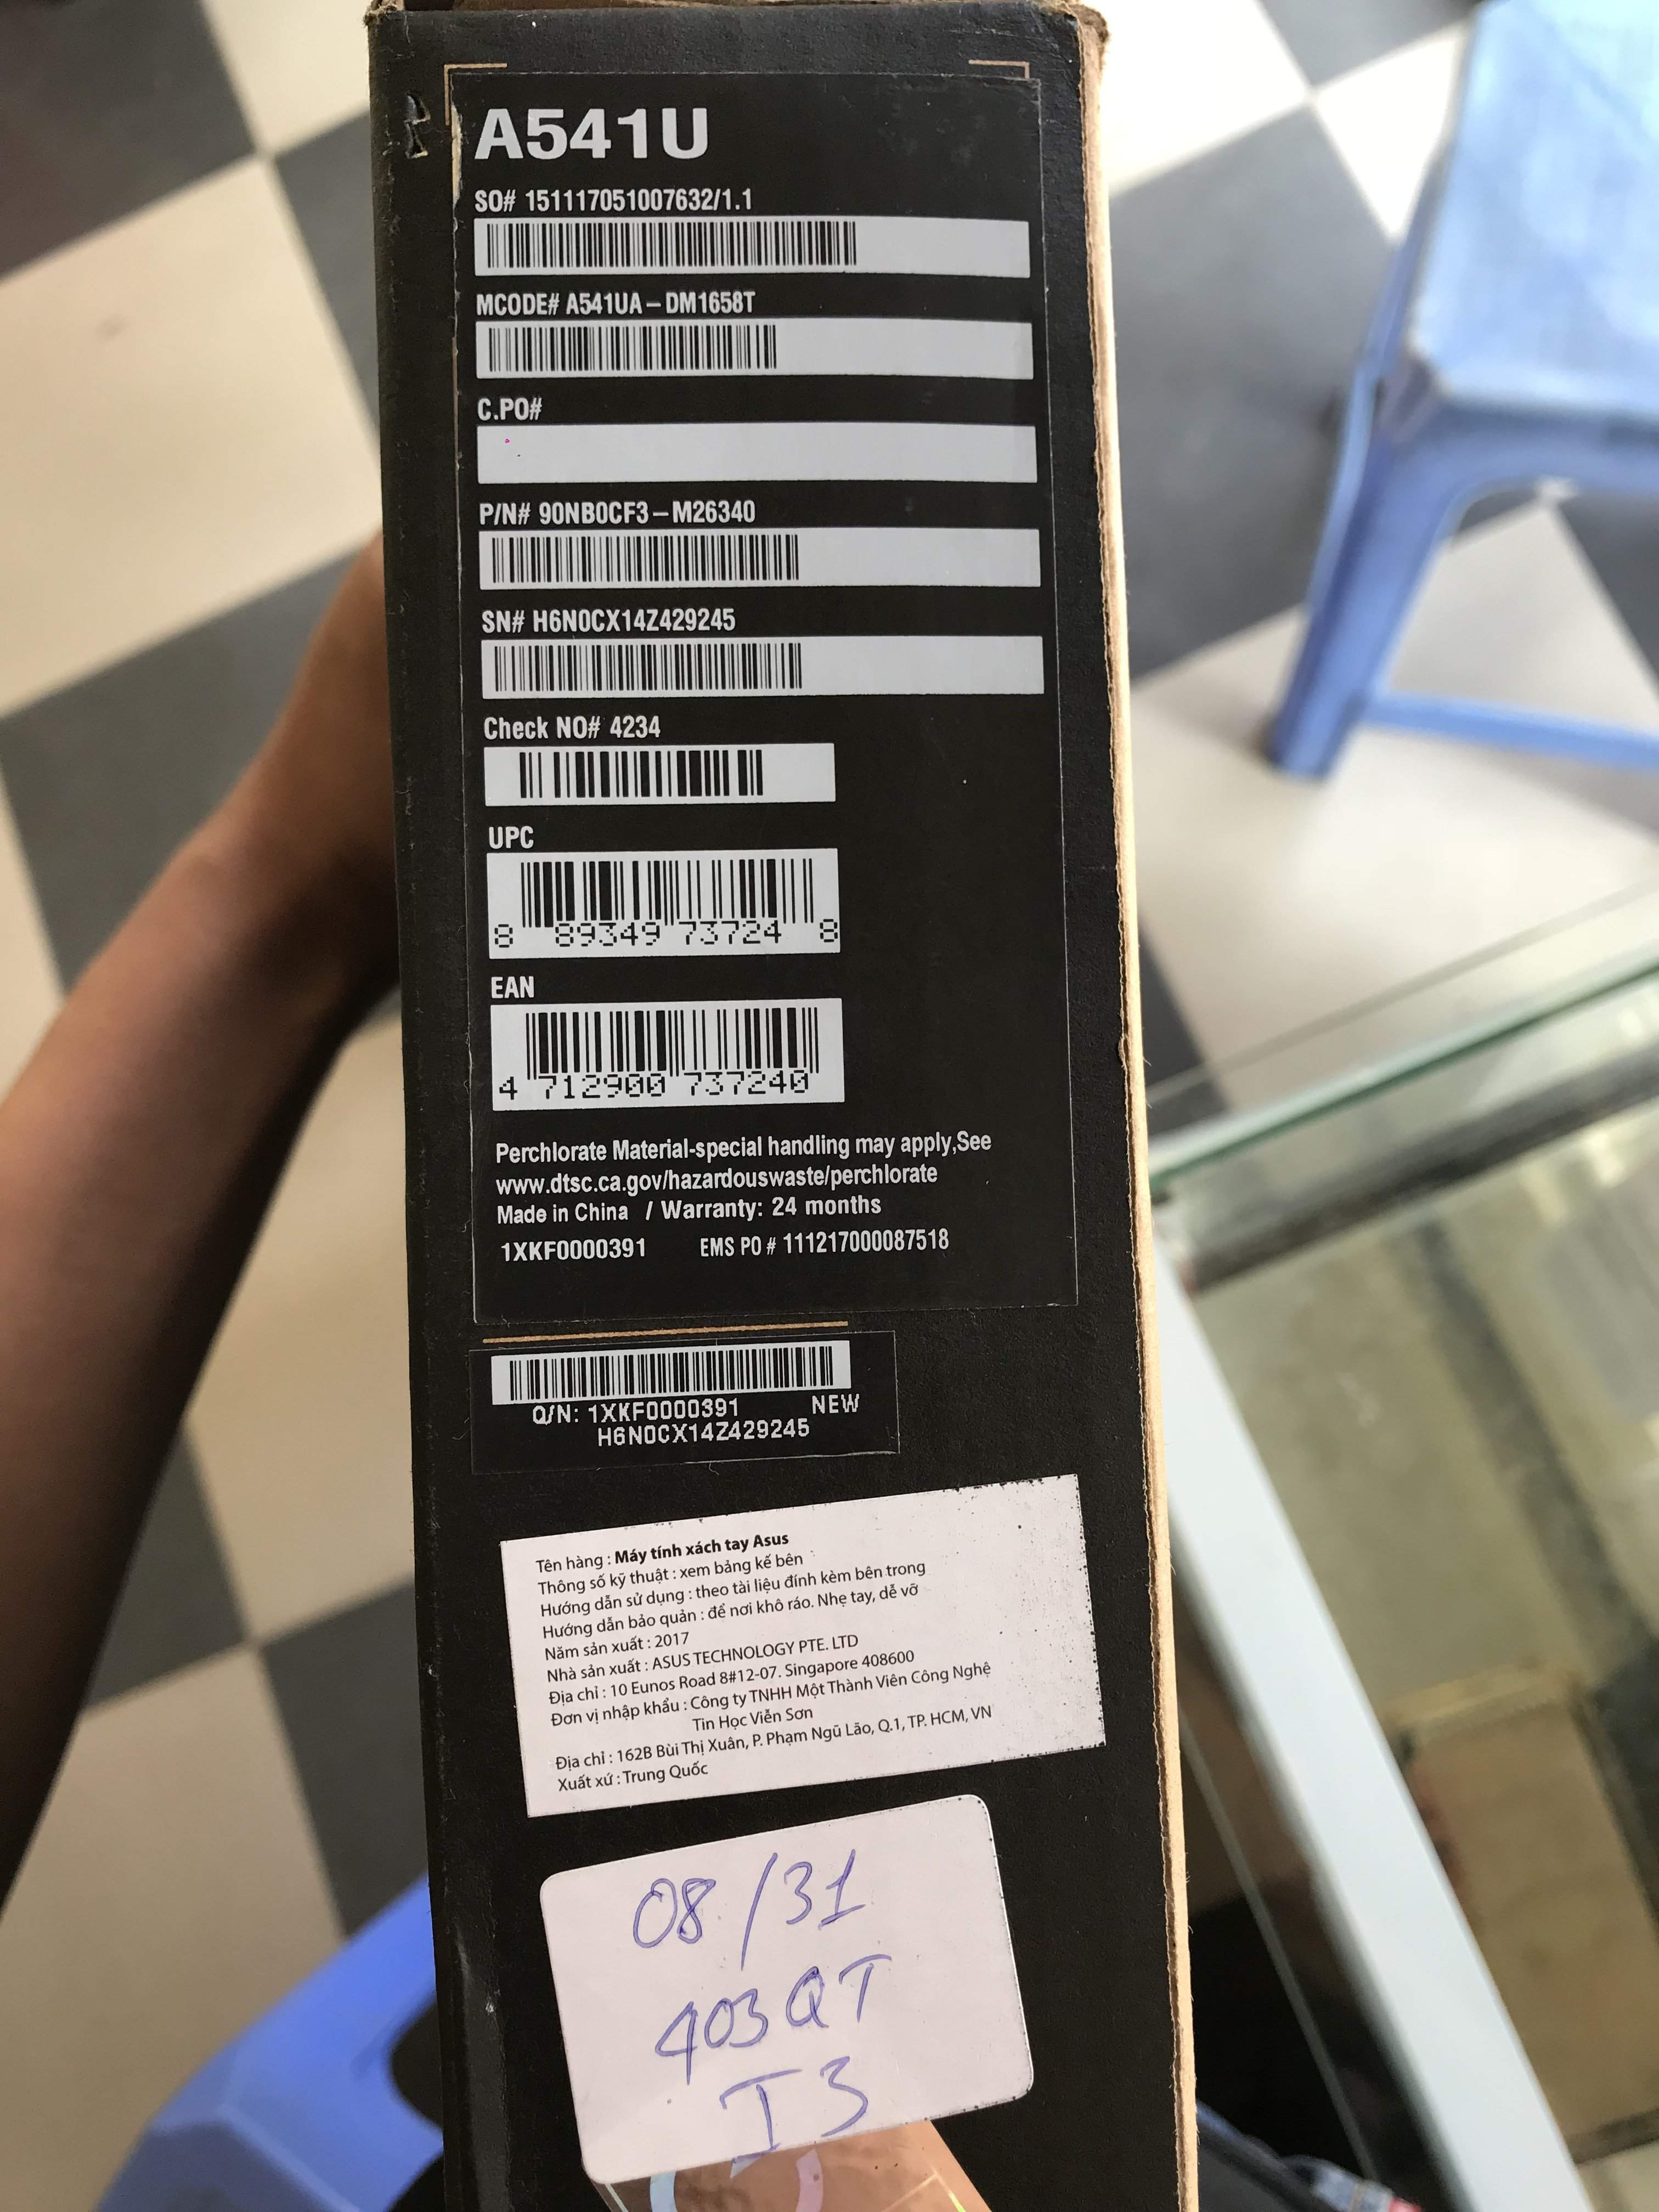 A541U
SO# 151117051007632/1.1
MCODE# A541UA – DM1658T
C.PO#
P/N# 90NB0CF3 – M26340
SN# H6N0CX14Z429245
Check NO# 4234
UPC
8 89349 73724 8
EAN
4 712900 737240
Perchlorate Material-special handling may apply,See
www.dtsc.ca.gov/hazardouswaste/perchlorate
Made in China / Warranty: 24 months
1XKF0000391 EMS PO # 111217000087518
Q/N: 1XKF0000391 NEW
H6N0CX14Z429245
Tên hàng : Máy tính xách tay Asus
Thông số kỹ thuật : xem bảng kế bên
Hướng dẫn sử dụng : theo tài liệu đính kèm bên trong
Hướng dẫn bảo quản : để nơi khô ráo. Nhẹ tay, dễ vỡ
Năm sản xuất : 2017
Nhà sản xuất : ASUS TECHNOLOGY PTE. LTD
Địa chỉ : 10 Eunos Road 8#12-07. Singapore 408600
Đơn vị nhập khẩu : Công ty TNHH Một Thành Viên Công Nghệ
Tin Học Viễn Sơn
Địa chỉ : 162B Bùi Thị Xuân, P. Phạm Ngũ Lão, Q.1, TP. HCM, VN
Xuất xứ : Trung Quốc
08/31
403QT
I3